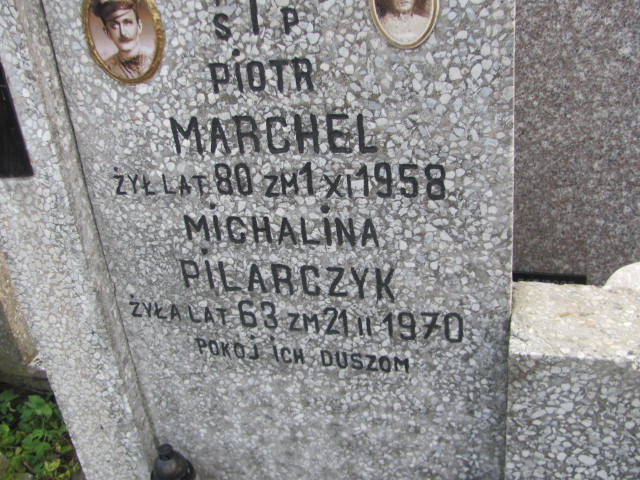 Ś I P
PIOTR
MARCHEL
ŻYŁ LAT 80 ZM 1 XI 1958
MICHALINA
PILARCZYK
ŻYŁA LAT 63 ZM 21 II 1970
POKÓJ ICH DUSZOM